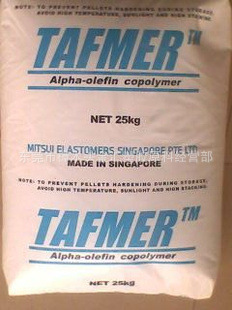 NOTE: TO PREVENT PELLETS HARDENING DURING STORAGE,
AVOID HIGH TEMPERATURE, SUNLIGHT AND HIGH STACKING.
TAFMER™
Alpha-olefin copolymer
NET 25kg
MITSUI ELASTOMERS SINGAPORE PTE LTD
MADE IN SINGAPORE
NOTE: TO PREVENT PELLETS HARDENING DURING STORAGE,
AVOID HIGH TEMPERATURE, SUNLIGHT AND HIGH STACKING.
TAFMER™
Alpha-olefin copolymer
NET 25kg